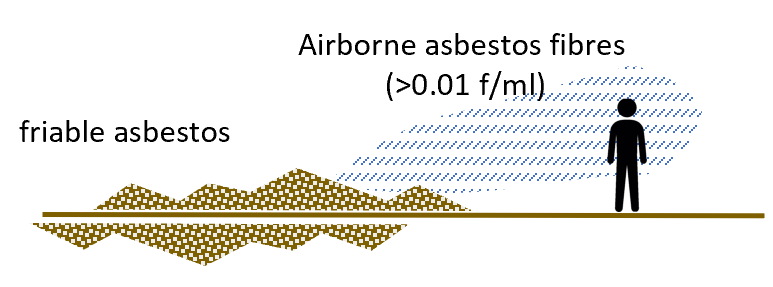 Airborne asbestos fibres
(>0.01 f/ml)
friable asbestos